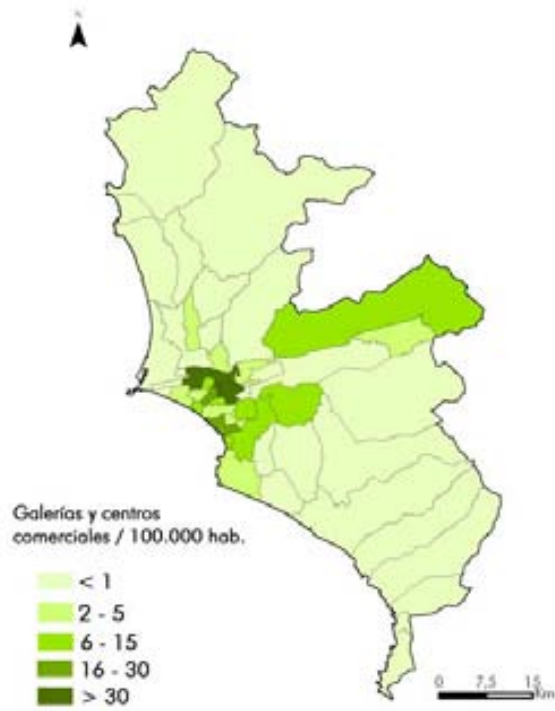 N
Galerías y centros
comerciales / 100.000 hab.
< 1
2 - 5
6 - 15
16 - 30
> 30
0 7,5 15
Km